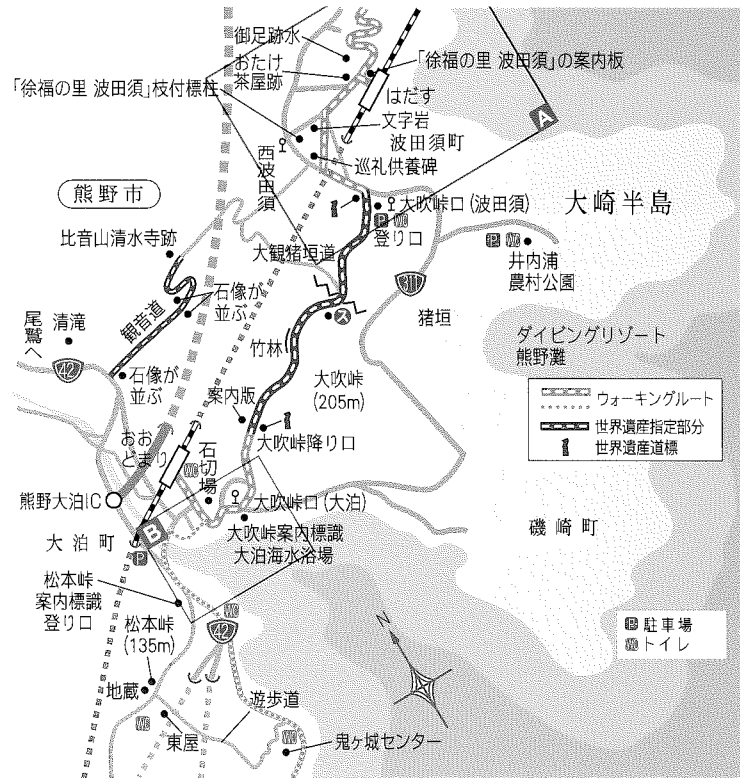 御足跡水
おたけ
茶屋跡
「徐福の里 波田須」の案内板
「徐福の里 波田須」枝付標柱
はだす
文字岩
波田須町
A
西波田須
巡礼供養碑
熊野市
大吹峠口(波田須)
P WC
登り口
大崎半島
比音山清水寺跡
大観猪垣道
P WC
井内浦
農村公園
311
石像が
並ぶ
観音道
猪垣
尾鷲へ
清滝
42
ス
竹林
ダイビングリゾート
熊野灘
石像が
並ぶ
案内版
大吹峠
(205m)
ウォーキングルート
世界遺産指定部分
世界遺産道標
おお
どまり
大吹峠降り口
石切場
WC
熊野大泊IC
大吹峠口(大泊)
大泊町
B
P
大吹峠案内標識
大泊海水浴場
磯崎町
松本峠
案内標識
登り口
WC
42
N
P 駐車場
WC トイレ
松本峠
(135m)
地蔵
遊歩道
WC
東屋
WC
鬼ヶ城センター